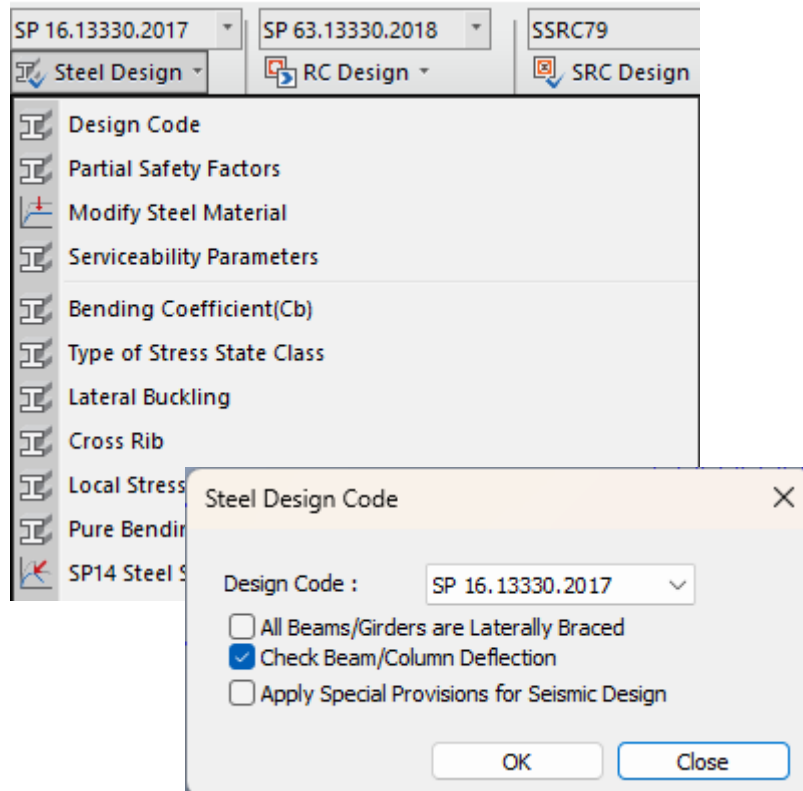 SP 16.13330.2017 SP 63.13330.2018 SSRC79
Steel Design RC Design SRC Design
Design Code
Partial Safety Factors
Modify Steel Material
Serviceability Parameters
Bending Coefficient(Cb)
Type of Stress State Class
Lateral Buckling
Cross Rib
Local Stress
Pure Bendin
SP14 Steel S
Steel Design Code
Design Code : SP 16.13330.2017
All Beams/Girders are Laterally Braced
Check Beam/Column Deflection
Apply Special Provisions for Seismic Design
OK Close